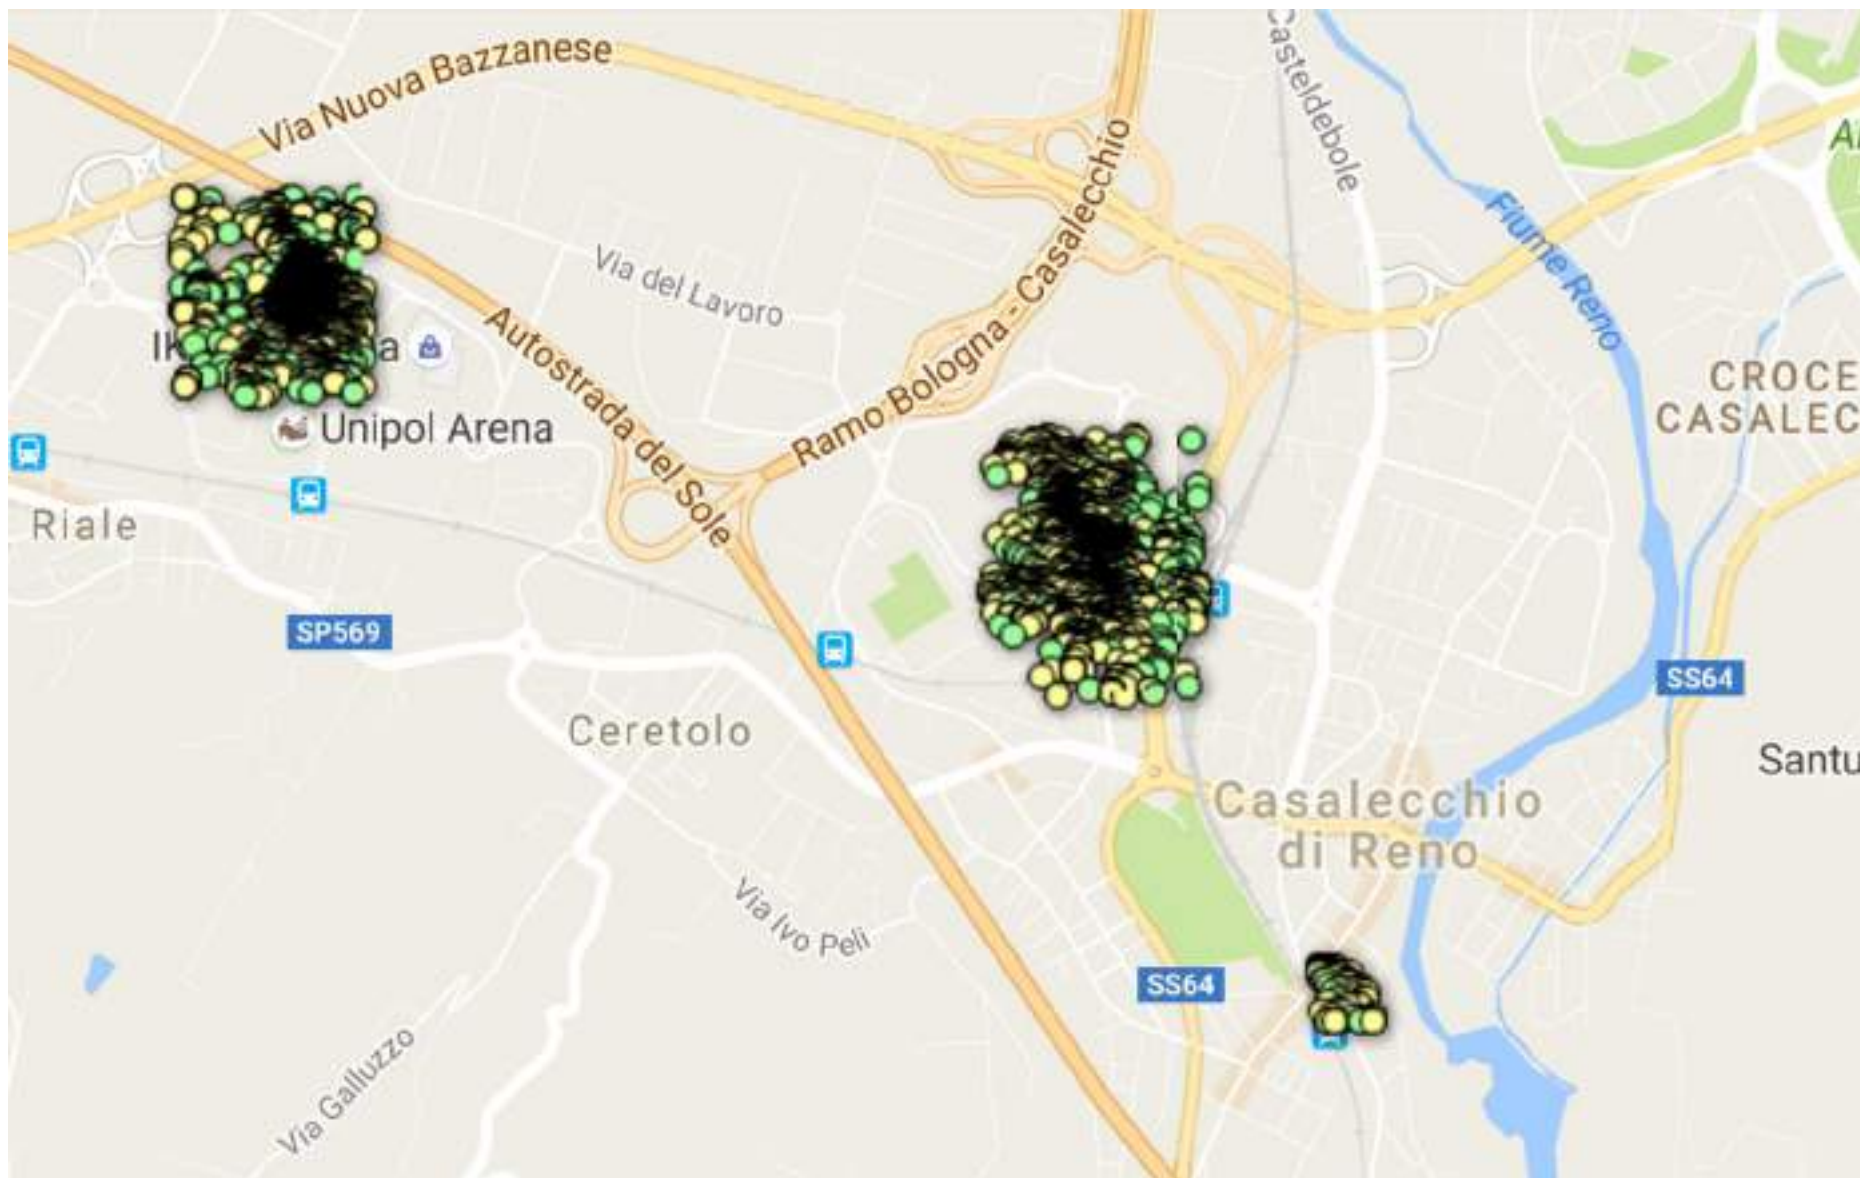 Via Nuova Bazzanese
Casteldebole
Ramo Bologna - Casalecchio
Fiume Reno
Via del Lavoro
Autostrada del Sole
IK
a
Unipol Arena
CROCE
CASALEC
Riale
SP569
SS64
Ceretolo
Santu
Casalecchio
di Reno
Via Ivo Peli
SS64
Via Galluzzo